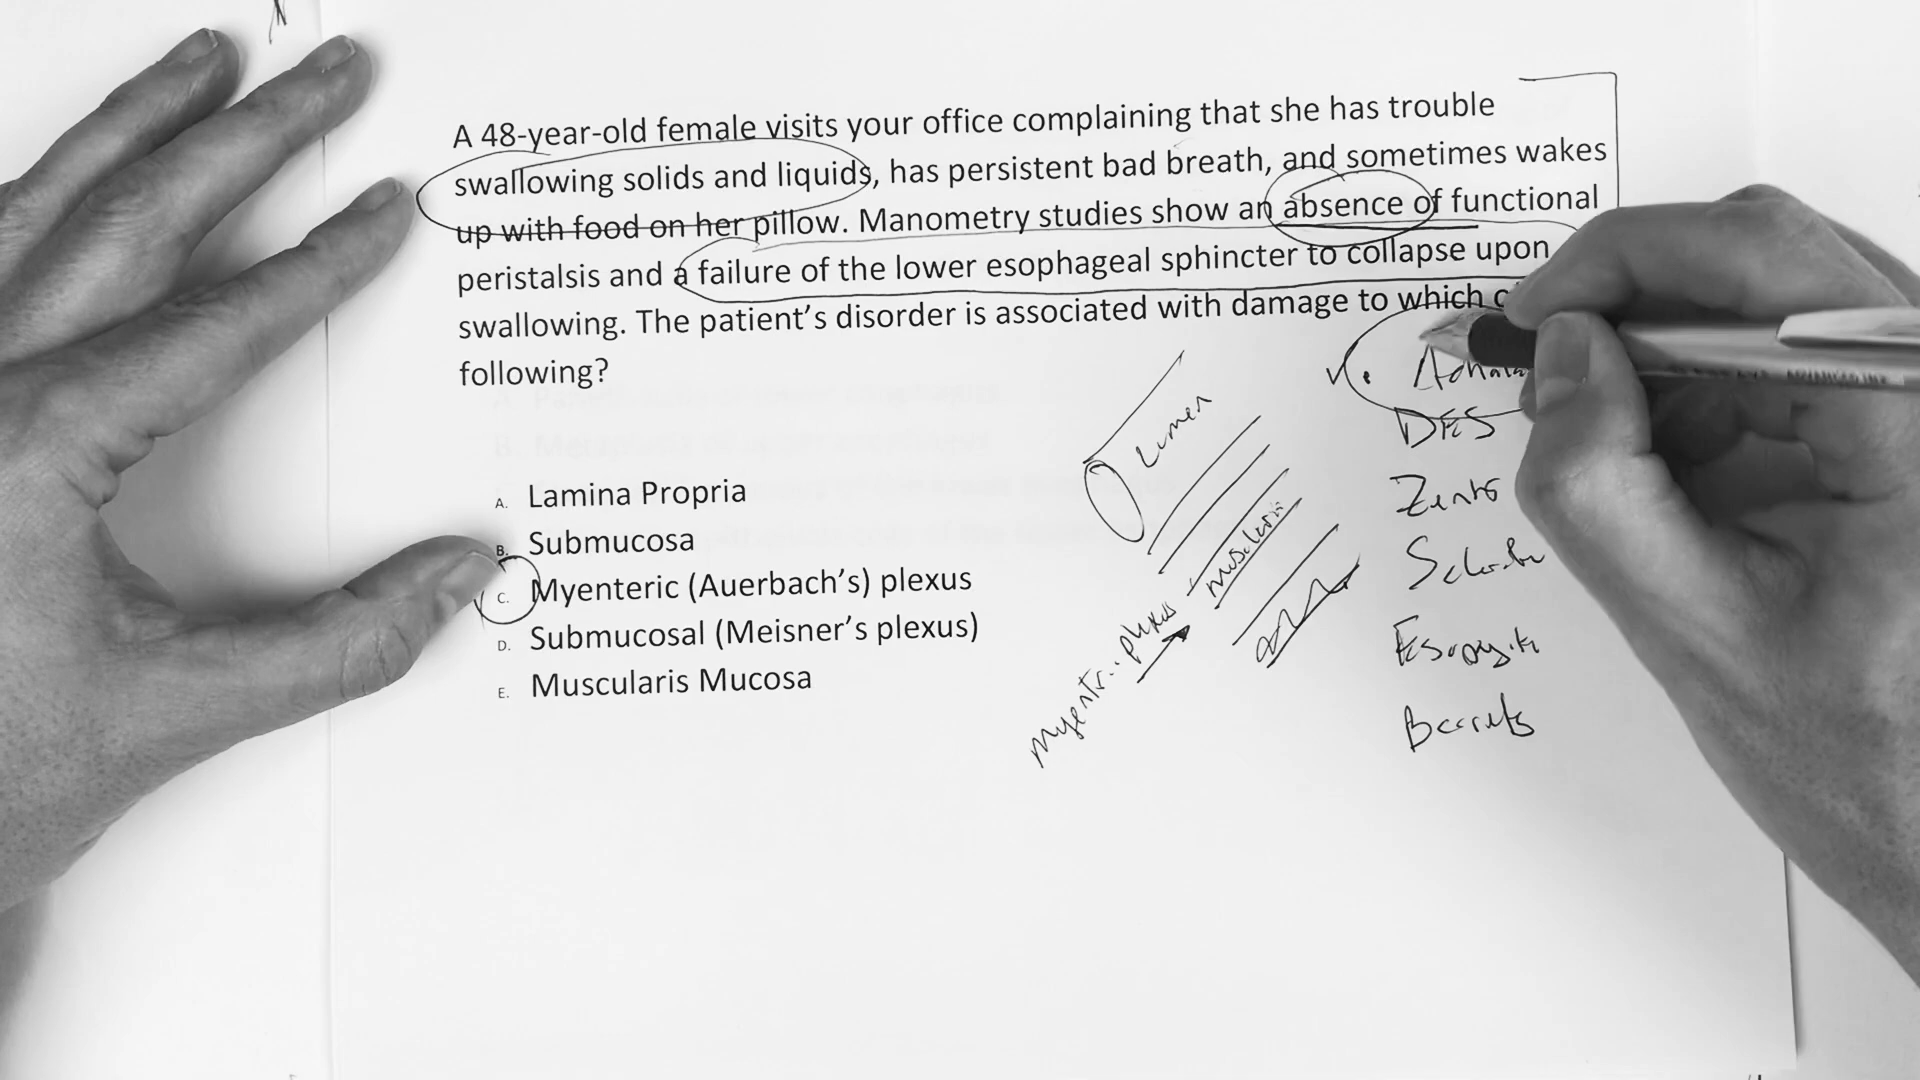 A 48-year-old female visits your office complaining that she has trouble
swallowing solids and liquids, has persistent bad breath, and sometimes wakes
up with food on her pillow. Manometry studies show an absence of functional
peristalsis and a failure of the lower esophageal sphincter to collapse upon
swallowing. The patient's disorder is associated with damage to which
following?
A. Lamina Propria
B. Submucosa
C. Myenteric (Auerbach's) plexus
D. Submucosal (Meisner's plexus)
E. Muscularis Mucosa
Lumen
plexus
DES